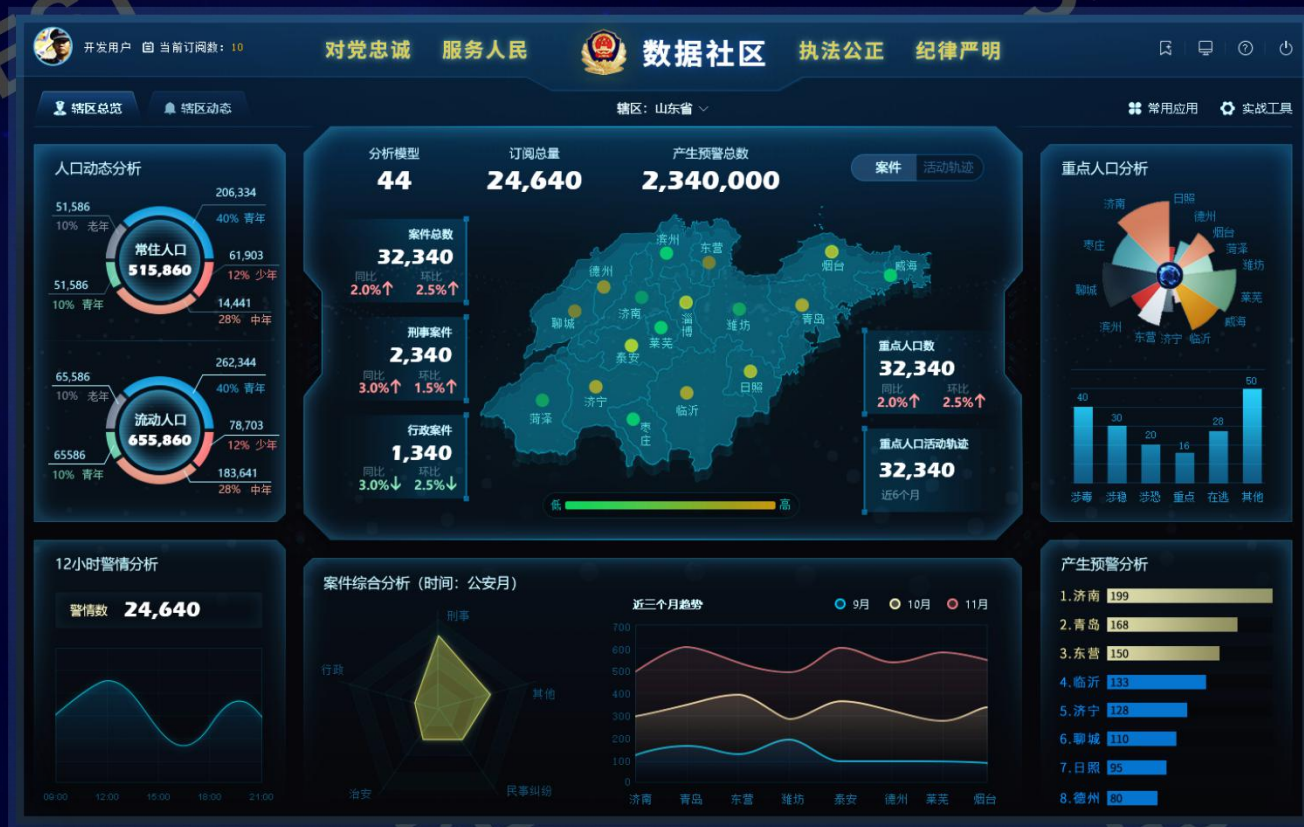 开发用户 当前订阅数：10
对党忠诚 服务人民 数据社区 执法公正 纪律严明
辖区总览 辖区动态
辖区：山东省
常用应用 实战工具
人口动态分析
206,334
40% 青年
51,586
10% 老年
常住人口
515,860
61,903
12% 少年
51,586
10% 青年
14,441
28% 中年
262,344
40% 青年
65,586
10% 老年
流动人口
655,860
78,703
12% 少年
65586
10% 青年
183,641
28% 中年
分析模型 订阅总量 产生预警总数
44 24,640 2,340,000
案件 活动轨迹
案件总数
32,340
同比 环比
2.0%↑ 2.5%↑
刑事案件
2,340
同比 环比
3.0%↑ 1.5%↑
行政案件
1,340
同比 环比
3.0%↓ 2.5%↓
滨州
东营
德州
烟台
威海
聊城
济南
淄博
潍坊
青岛
莱芜
泰安
日照
菏泽
济宁
临沂
枣庄
低 高
重点人口数
32,340
同比 环比
2.0%↑ 2.5%↑
重点人口活动轨迹
32,340
近6个月
重点人口分析
济南
日照
德州
烟台
菏泽
潍坊
莱芜
威海
临沂
济宁
东营
滨州
聊城
枣庄
40 30 20 16 28 50
涉毒 涉稳 涉恐 重点 在逃 其他
12小时警情分析
警情数 24,640
09:00 12:00 15:00 18:00 21:00
案件综合分析（时间：公安月）
刑事
行政
其他
治安
民事纠纷
近三个月趋势
9月 10月 11月
700
600
500
400
300
200
100
0
济南 青岛 东营 潍坊 泰安 德州 莱芜 烟台
产生预警分析
1.济南 199
2.青岛 168
3.东营 150
4.临沂 133
5.济宁 128
6.聊城 110
7.日照 95
8.德州 80